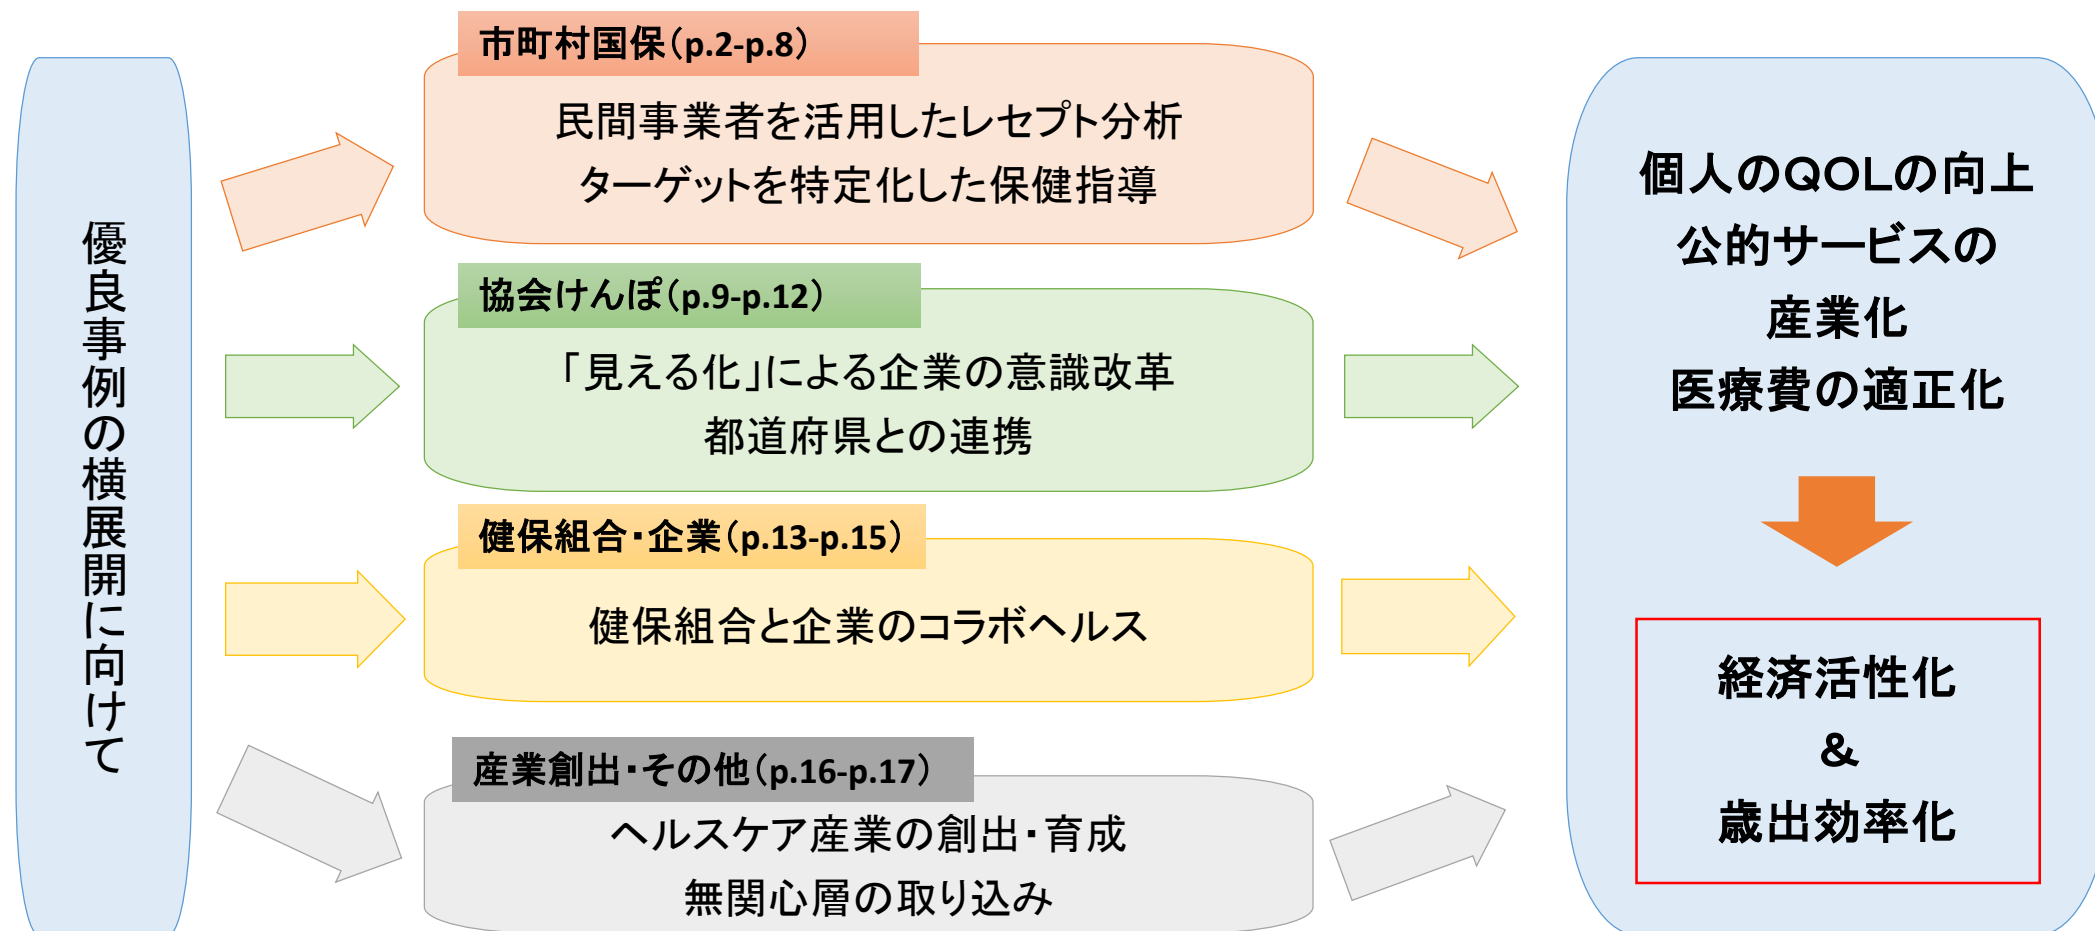 優良事例の横展開に向けて
市町村国保（p.2-p.8）
民間事業者を活用したレセプト分析
ターゲットを特定化した保健指導
協会けんぽ（p.9-p.12）
「見える化」による企業の意識改革
都道府県との連携
健保組合・企業（p.13-p.15）
健保組合と企業のコラボヘルス
産業創出・その他（p.16-p.17）
ヘルスケア産業の創出・育成
無関心層の取り込み
個人のQOLの向上
公的サービスの
産業化
医療費の適正化
経済活性化
＆
歳出効率化